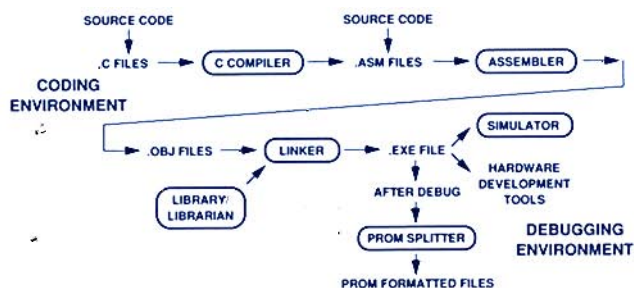 SOURCE CODE
SOURCE CODE
.C FILES
C COMPILER
.ASM FILES
ASSEMBLER
CODING
ENVIRONMENT
.OBJ FILES
LINKER
.EXE FILE
SIMULATOR
HARDWARE
DEVELOPMENT
TOOLS
LIBRARY/
LIBRARIAN
AFTER DEBUG
PROM SPLITTER
DEBUGGING
ENVIRONMENT
PROM FORMATTED FILES